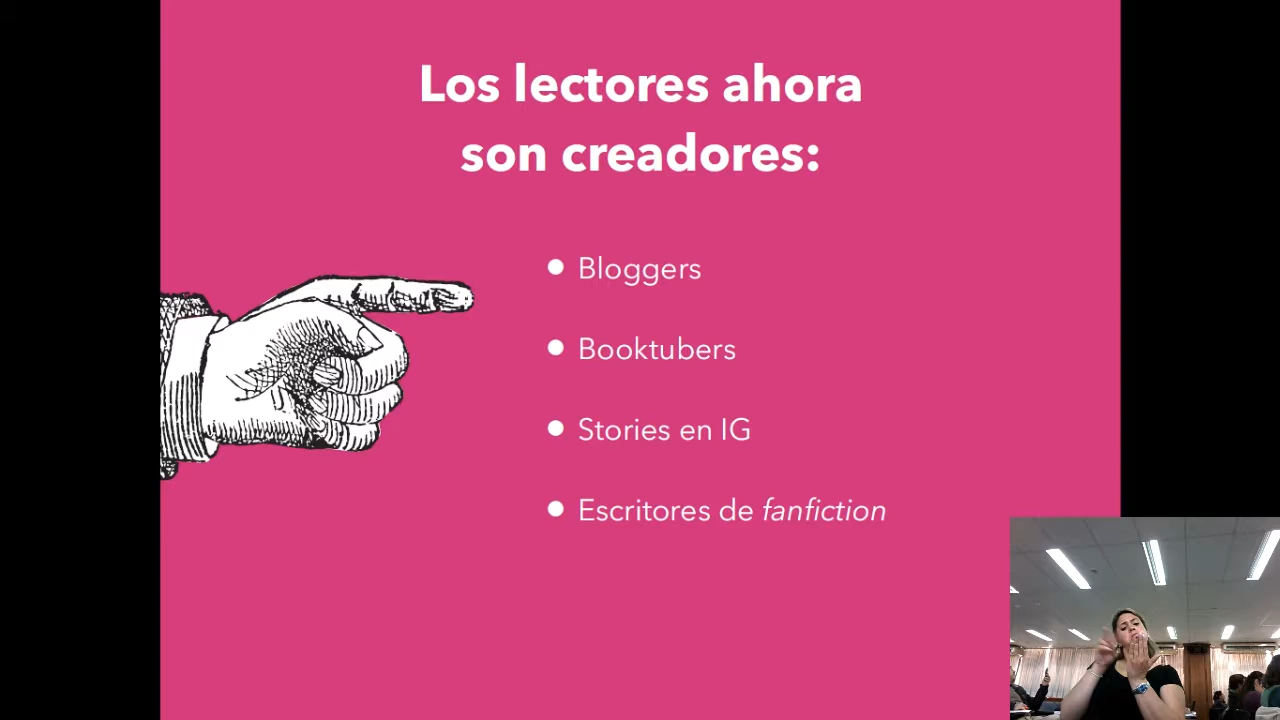 Los lectores ahora
son creadores:
● Bloggers
● Booktubers
● Stories en IG
● Escritores de fanfiction